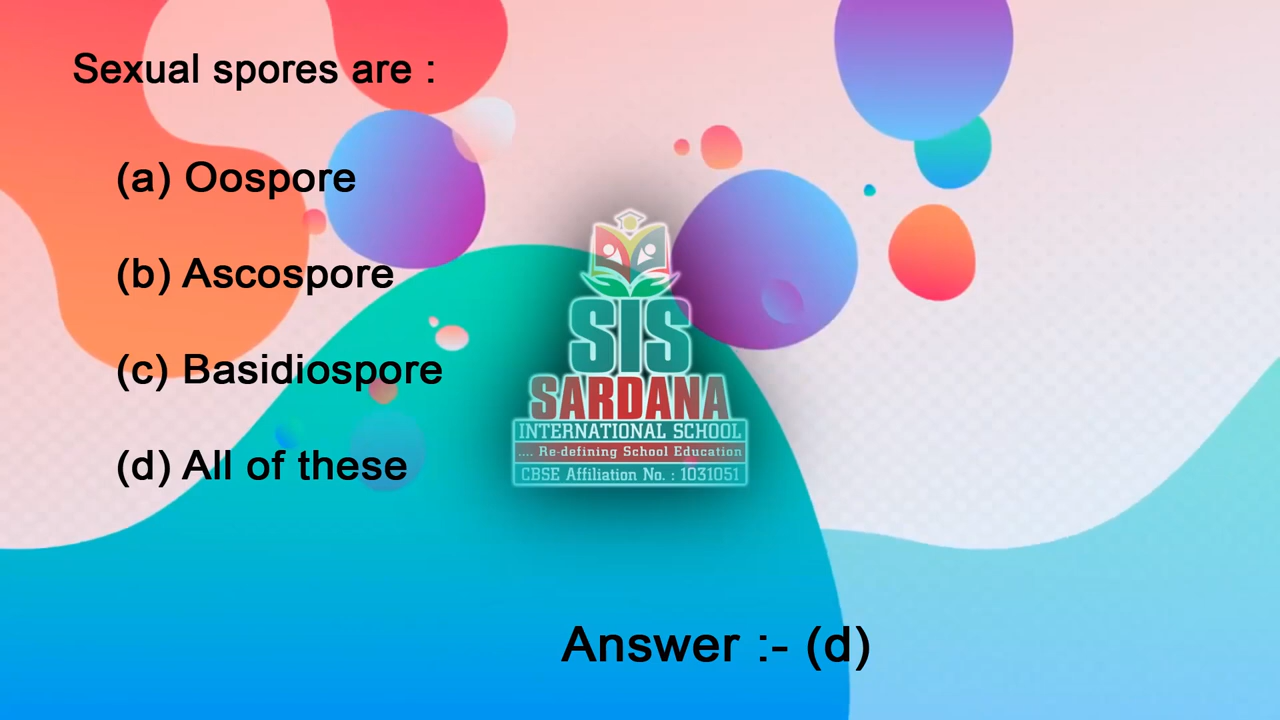 Sexual spores are :
(a) Oospore
(b) Ascospore
(c) Basidiospore
(d) All of these
SIS
SARDANA
INTERNATIONAL SCHOOL
.... Re-defining School Education
CBSE Affiliation No. : 1031051
Answer :- (d)